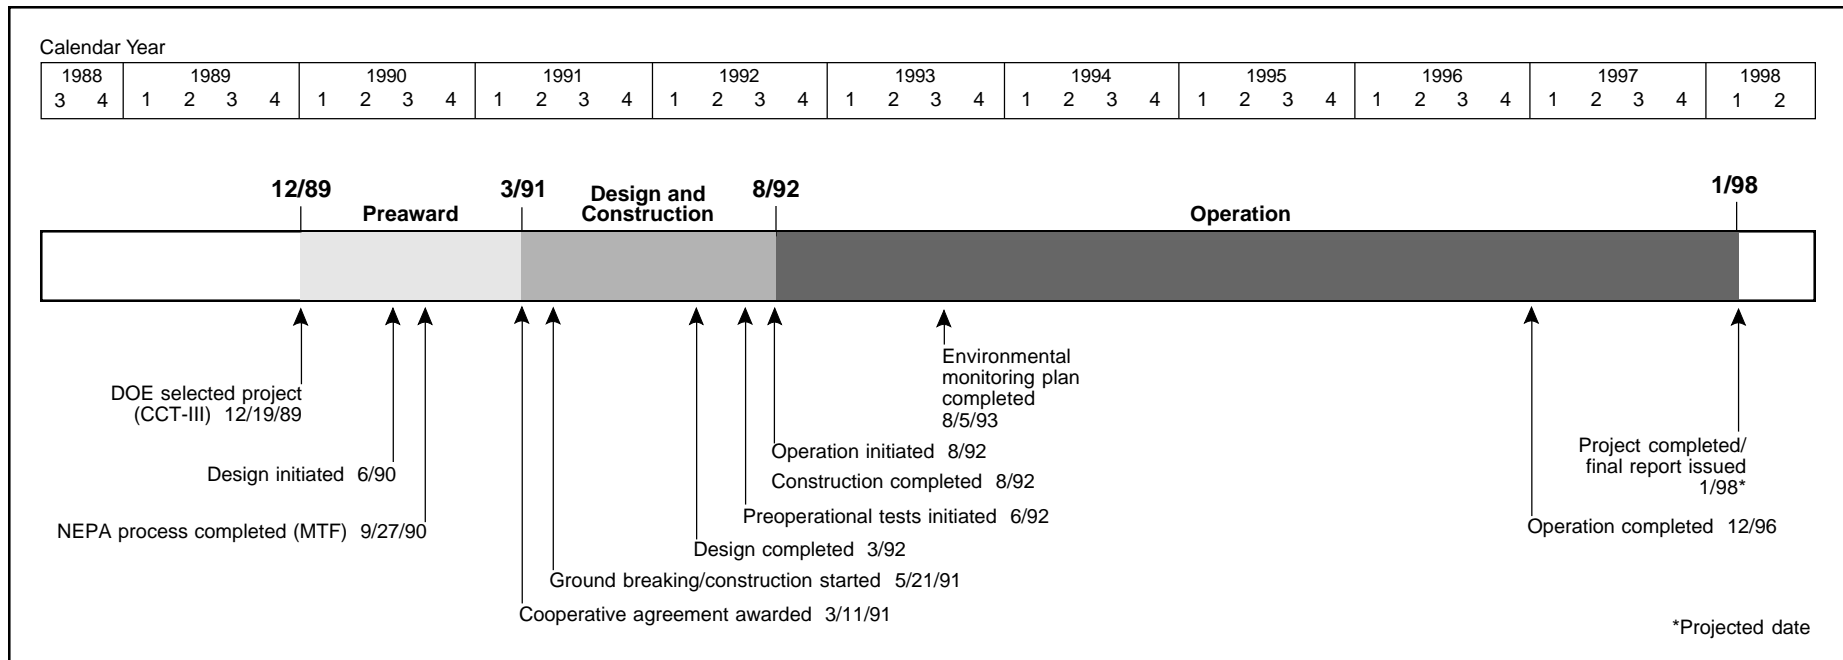 Calendar Year
1988 1989 1990 1991 1992 1993 1994 1995 1996 1997 1998
3 4 1 2 3 4 1 2 3 4 1 2 3 4 1 2 3 4 1 2 3 4 1 2 3 4 1 2 3 4 1 2 3 4 1 2 3 4 1 2
12/89 3/91 8/92 1/98
Preaward
Design and
Construction
Operation
DOE selected project
(CCT-III) 12/19/89
Design initiated 6/90
NEPA process completed (MTF) 9/27/90
Environmental
monitoring plan
completed
8/5/93
Operation initiated 8/92
Construction completed 8/92
Preoperational tests initiated 6/92
Design completed 3/92
Ground breaking/construction started 5/21/91
Cooperative agreement awarded 3/11/91
Project completed/
final report issued
1/98*
Operation completed 12/96
*Projected date